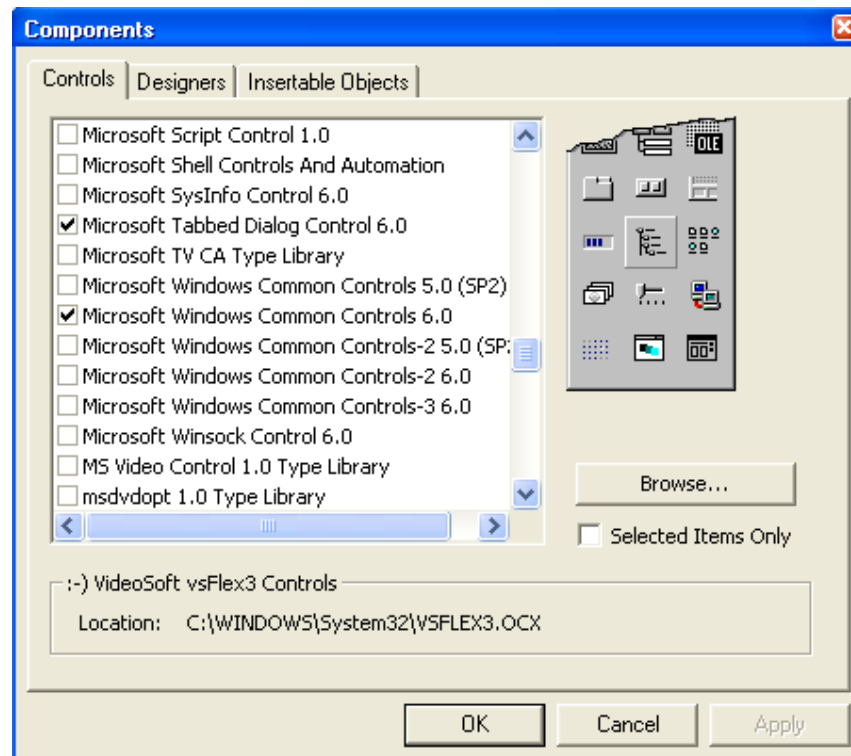 Components
Controls
Designers
Insertable Objects
Microsoft Script Control 1.0
Microsoft Shell Controls And Automation
Microsoft SysInfo Control 6.0
Microsoft Tabbed Dialog Control 6.0
Microsoft TV CA Type Library
Microsoft Windows Common Controls 5.0 (SP2)
Microsoft Windows Common Controls 6.0
Microsoft Windows Common Controls-2 5.0 (SP
Microsoft Windows Common Controls-2 6.0
Microsoft Windows Common Controls-3 6.0
Microsoft Winsock Control 6.0
MS Video Control 1.0 Type Library
msdvdopt 1.0 Type Library
OLE
Browse...
Selected Items Only
:-) VideoSoft vsFlex3 Controls
Location: C:\WINDOWS\System32\VSFLEX3.OCX
OK
Cancel
Apply